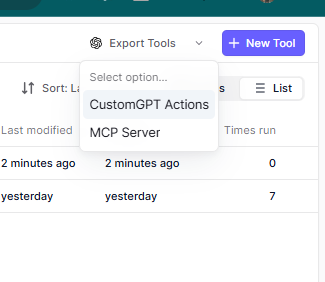 Export Tools
+ New Tool
Select option...
Sort: La
s
List
CustomGPT Actions
MCP Server
Last modified
Times run
2 minutes ago
2 minutes ago
0
yesterday
yesterday
7